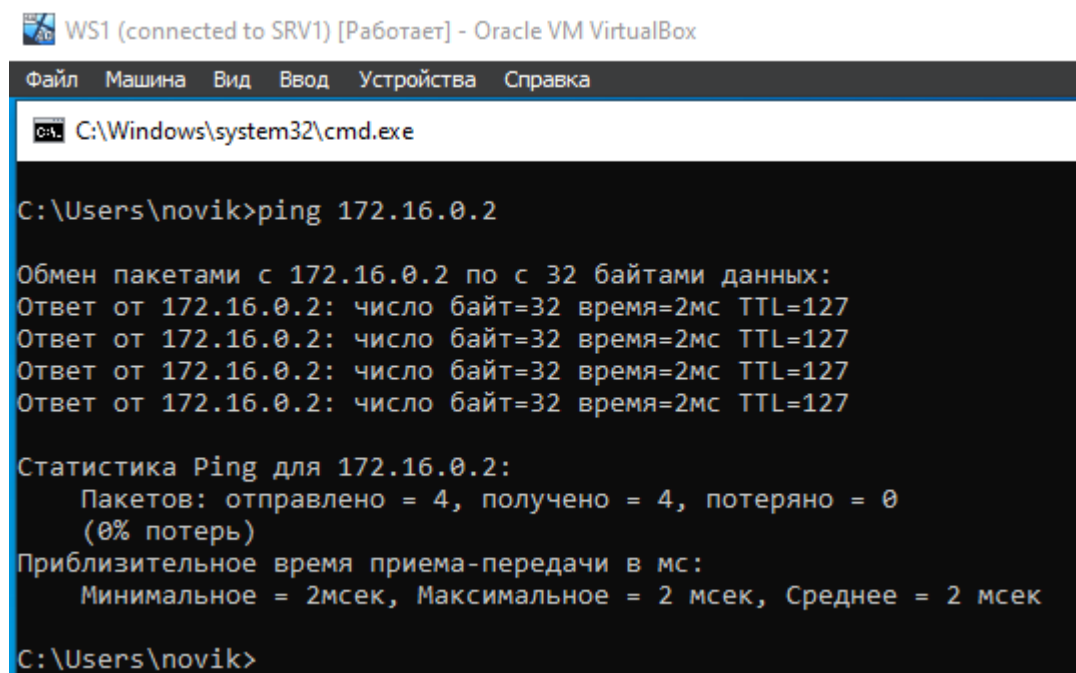 WS1 (connected to SRV1) [Работает] - Oracle VM VirtualBox
Файл Машина Вид Ввод Устройства Справка
C:\Windows\system32\cmd.exe
C:\Users\novik>ping 172.16.0.2
Обмен пакетами с 172.16.0.2 по с 32 байтами данных:
Ответ от 172.16.0.2: число байт=32 время=2мс TTL=127
Ответ от 172.16.0.2: число байт=32 время=2мс TTL=127
Ответ от 172.16.0.2: число байт=32 время=2мс TTL=127
Ответ от 172.16.0.2: число байт=32 время=2мс TTL=127
Статистика Ping для 172.16.0.2:
Пакетов: отправлено = 4, получено = 4, потеряно = 0
(0% потерь)
Приблизительное время приема-передачи в мс:
Минимальное = 2мсек, Максимальное = 2 мсек, Среднее = 2 мсек
C:\Users\novik>